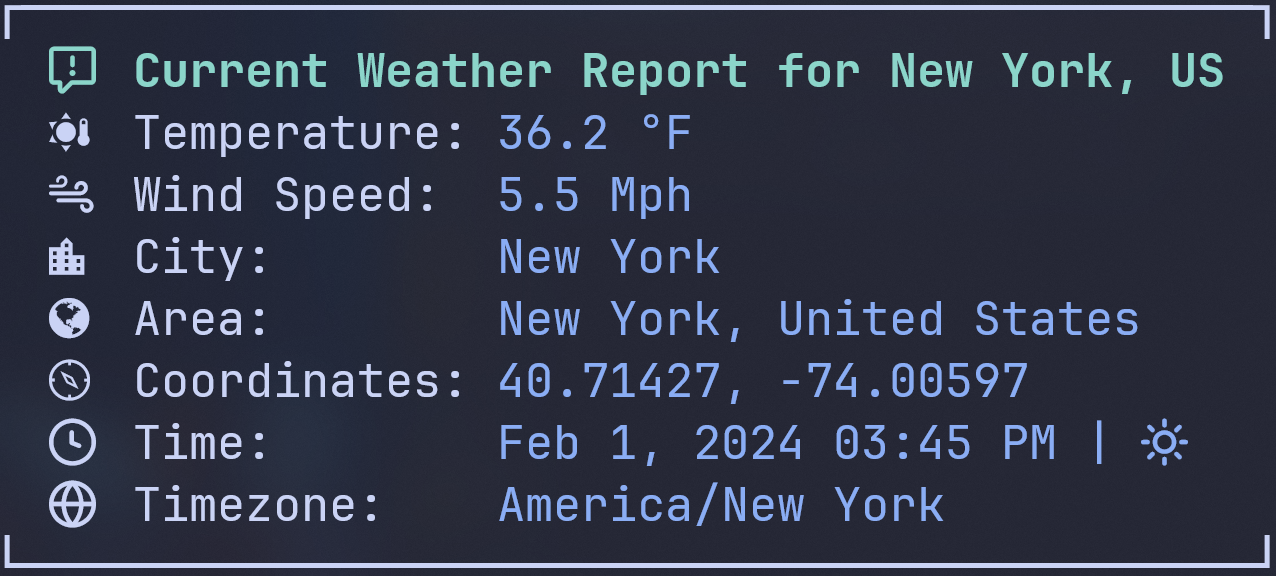 Current Weather Report for New York, US
Temperature: 36.2 °F
Wind Speed: 5.5 Mph
City: New York
Area: New York, United States
Coordinates: 40.71427, -74.00597
Time: Feb 1, 2024 03:45 PM |
Timezone: America/New York